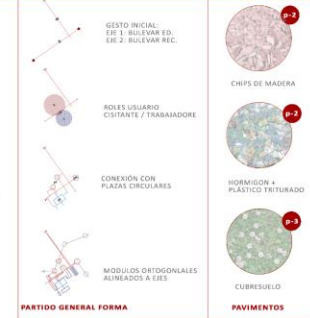 GESTO INICIAL:
EJE 1: BULEVAR ED.
EJE 2: BULEVAR REC.
ROLES USUARIO
CISITANTE / TRABAJADORE
CONEXIÓN CON
PLAZAS CIRCULARES
MODULOS ORTOGONLALES
ALINEADOS A EJES
PARTIDO GENERAL FORMA
p-2
CHIPS DE MADERA
p-2
HORMIGON +
PLÁSTICO TRITURADO
p-3
CUBRESUELO
PAVIMENTOS